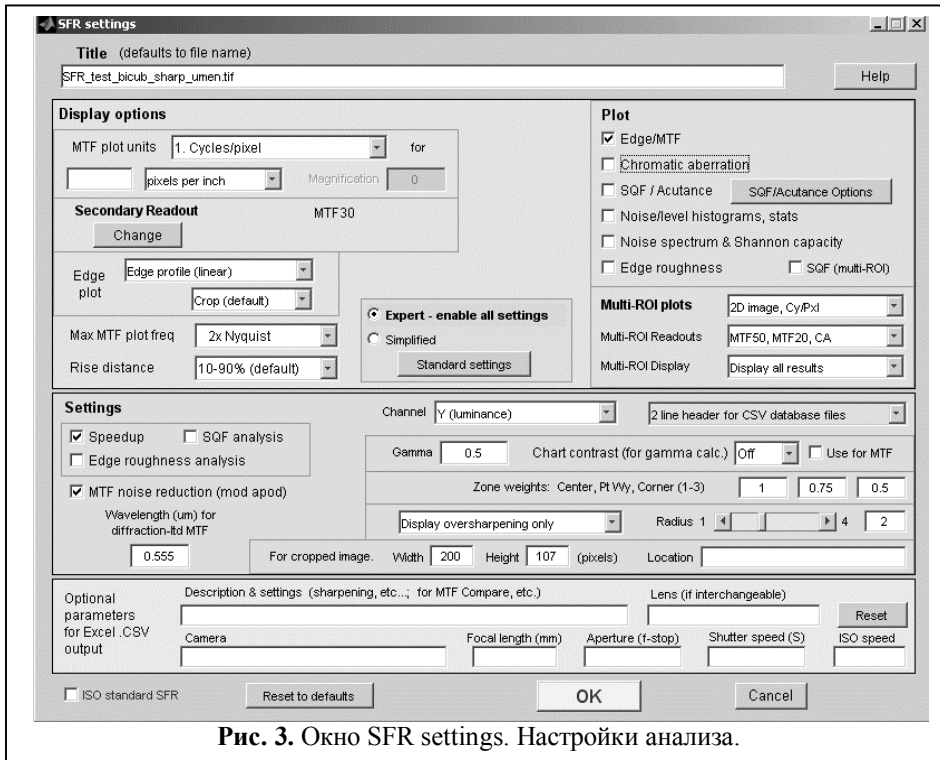 SFR settings
Title (defaults to file name)
SFR_test_bicub_sharp_umen.tif
Help
Display options
MTF plot units 1. Cycles/pixel for
pixels per inch Magnification 0
Secondary Readout MTF30
Change
Edge plot Edge profile (linear)
Crop (default)
Max MTF plot freq 2x Nyquist
Rise distance 10-90% (default)
Expert - enable all settings
Simplified
Standard settings
Plot
Edge/MTF
Chromatic aberration
SQF / Acutance SQF/Acutance Options
Noise/level histograms, stats
Noise spectrum & Shannon capacity
Edge roughness SQF (multi-ROI)
Multi-ROI plots 2D image, Cy/Pxl
Multi-ROI Readouts MTF50, MTF20, CA
Multi-ROI Display Display all results
Settings
Speedup SQF analysis
Edge roughness analysis
MTF noise reduction (mod apod)
Wavelength (um) for
diffraction-ltd MTF
0.555
Channel Y (luminance) 2 line header for CSV database files
Gamma 0.5 Chart contrast (for gamma calc.) Off Use for MTF
Zone weights: Center, Pt Wy, Corner (1-3) 1 0.75 0.5
Display oversharpening only Radius 1 4 2
For cropped image. Width 200 Height 107 (pixels) Location
Optional
parameters
for Excel .CSV
output
Description & settings (sharpening, etc...; for MTF Compare, etc.) Lens (if interchangeable)
Reset
Camera Focal length (mm) Aperture (f-stop) Shutter speed (S) ISO speed
ISO standard SFR Reset to defaults OK Cancel
Рис. 3. Окно SFR settings. Настройки анализа.